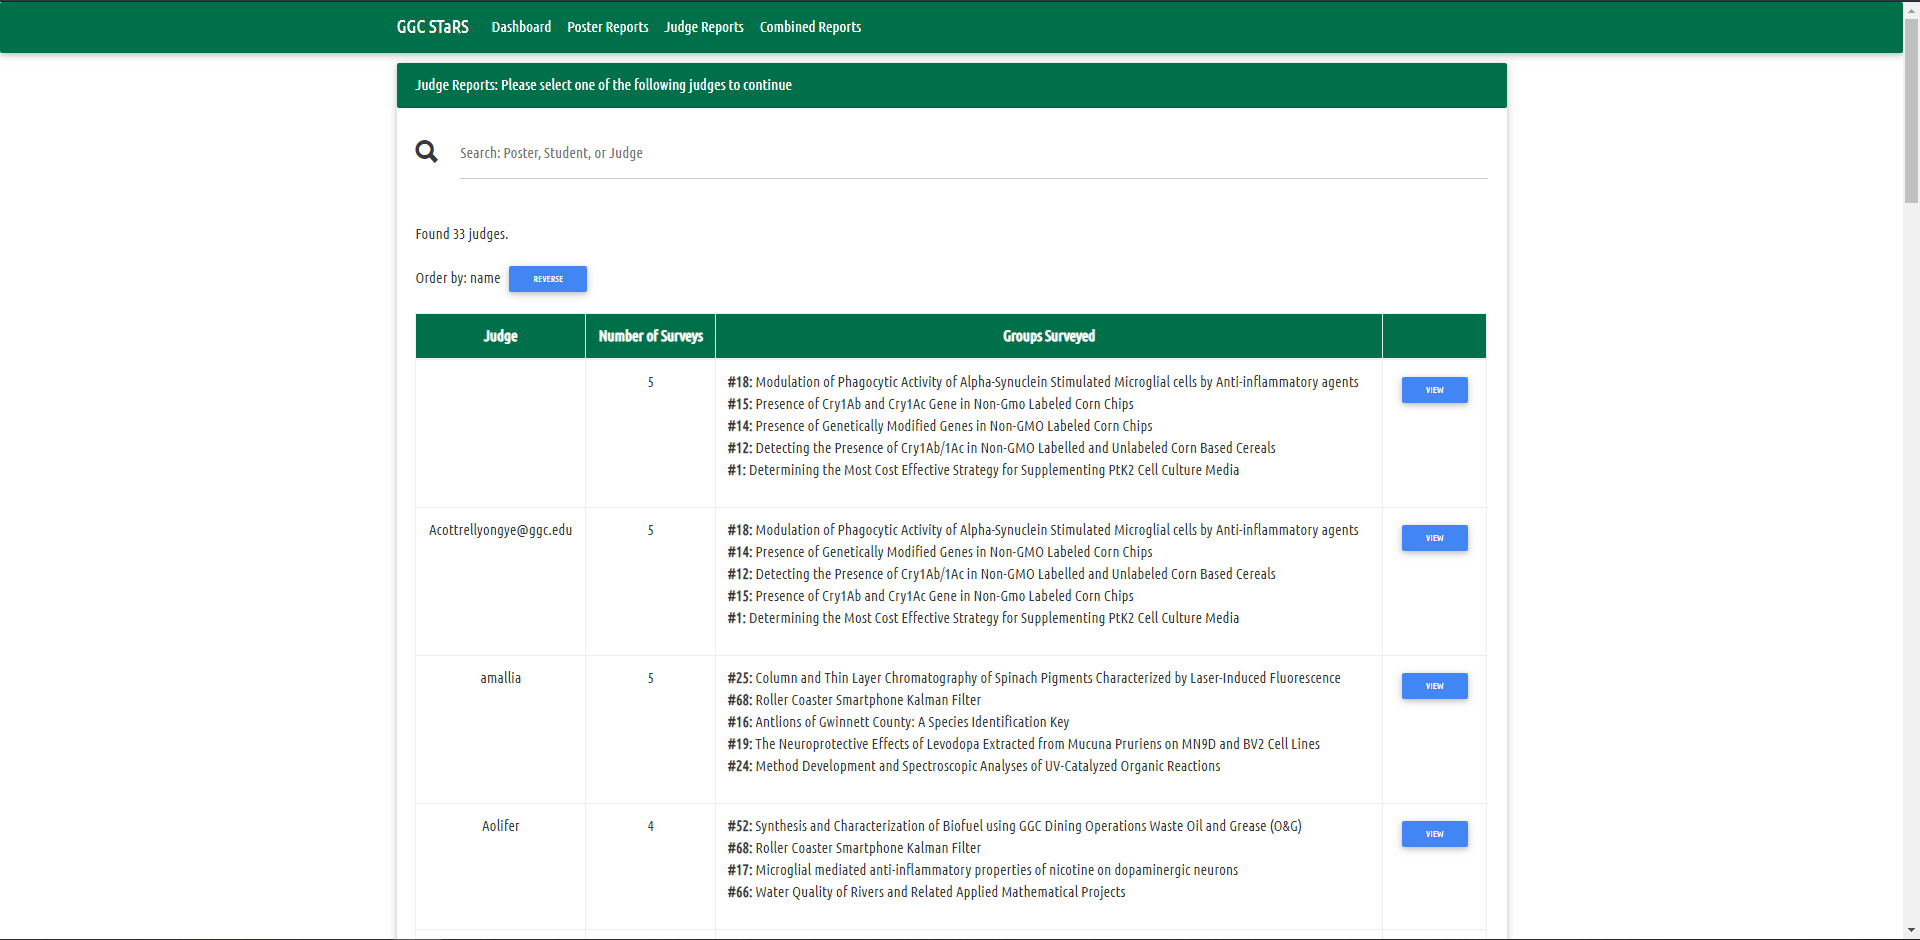 GGC STaRS Dashboard Poster Reports Judge Reports Combined Reports
Judge Reports: Please select one of the following judges to continue
Search: Poster, Student, or Judge
Found 33 judges.
Order by: name REVERSE
Judge Number of Surveys Groups Surveyed
5 #18: Modulation of Phagocytic Activity of Alpha-Synuclein Stimulated Microglial cells by Anti-inflammatory agents VIEW
#15: Presence of Cry1Ab and Cry1Ac Gene in Non-Gmo Labeled Corn Chips
#14: Presence of Genetically Modified Genes in Non-GMO Labeled Corn Chips
#12: Detecting the Presence of Cry1Ab/1Ac in Non-GMO Labelled and Unlabeled Corn Based Cereals
#1: Determining the Most Cost Effective Strategy for Supplementing PtK2 Cell Culture Media
Acottrellyongye@ggc.edu 5 #18: Modulation of Phagocytic Activity of Alpha-Synuclein Stimulated Microglial cells by Anti-inflammatory agents VIEW
#14: Presence of Genetically Modified Genes in Non-GMO Labeled Corn Chips
#12: Detecting the Presence of Cry1Ab/1Ac in Non-GMO Labelled and Unlabeled Corn Based Cereals
#15: Presence of Cry1Ab and Cry1Ac Gene in Non-Gmo Labeled Corn Chips
#1: Determining the Most Cost Effective Strategy for Supplementing PtK2 Cell Culture Media
amallia 5 #25: Column and Thin Layer Chromatography of Spinach Pigments Characterized by Laser-Induced Fluorescence VIEW
#68: Roller Coaster Smartphone Kalman Filter
#16: Antlions of Gwinnett County: A Species Identification Key
#19: The Neuroprotective Effects of Levodopa Extracted from Mucuna Pruriens on MN9D and BV2 Cell Lines
#24: Method Development and Spectroscopic Analyses of UV-Catalyzed Organic Reactions
Aolifer 4 #52: Synthesis and Characterization of Biofuel using GGC Dining Operations Waste Oil and Grease (O&G) VIEW
#68: Roller Coaster Smartphone Kalman Filter
#17: Microglial mediated anti-inflammatory properties of nicotine on dopaminergic neurons
#66: Water Quality of Rivers and Related Applied Mathematical Projects